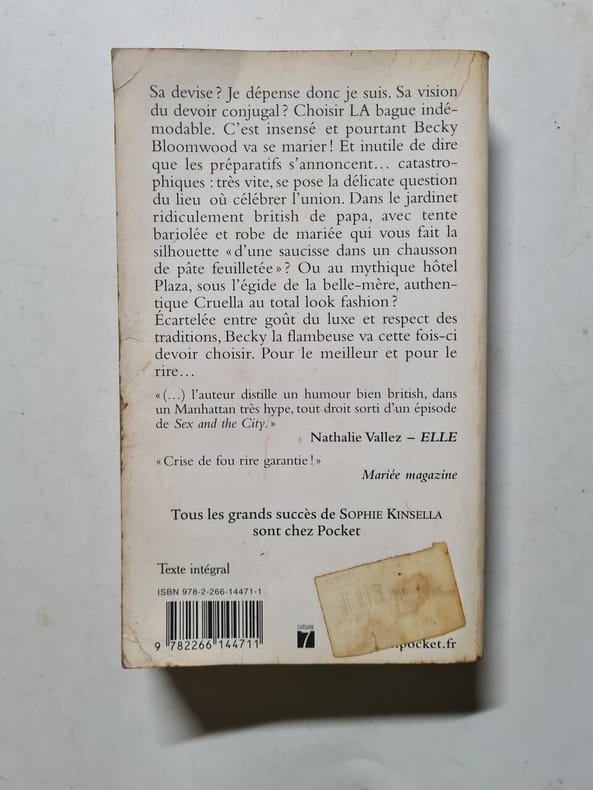 Sa devise ? Je dépense donc je suis. Sa vision
du devoir conjugal ? Choisir LA bague indé-
modable. C'est insensé et pourtant Becky
Bloomwood va se marier ! Et inutile de dire
que les préparatifs s'annoncent... catastro-
phiques : très vite, se pose la délicate question
du lieu où célébrer l'union. Dans le jardinet
ridiculement british de papa, avec tente
bariolée et robe de mariée qui vous fait la
silhouette « d'une saucisse dans un chausson
de pâte feuilletée » ? Ou au mythique hôtel
Plaza, sous l'égide de la belle-mère, authen-
tique Cruella au total look fashion ?
Écartelée entre goût du luxe et respect des
traditions, Becky la flambeuse va cette fois-ci
devoir choisir. Pour le meilleur et pour le
rire...
« (...) l'auteur distille un humour bien british, dans
un Manhattan très hype, tout droit sorti d'un épisode
de Sex and the City. »
Nathalie Vallez – ELLE
« Crise de fou rire garantie ! »
Mariée magazine
Tous les grands succès de SOPHIE KINSELLA
sont chez Pocket
Texte intégral
ISBN 978-2-266-14471-1
CATÉGORIE
7
9 782266 144711
pocket.fr